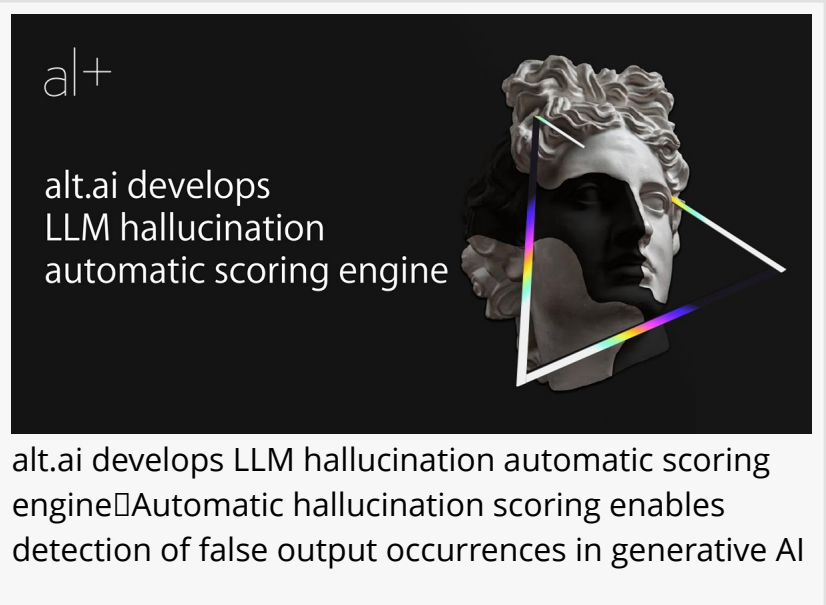 al+
alt.ai develops
LLM hallucination
automatic scoring engine
alt.ai develops LLM hallucination automatic scoring
engine▯Automatic hallucination scoring enables
detection of false output occurrences in generative AI